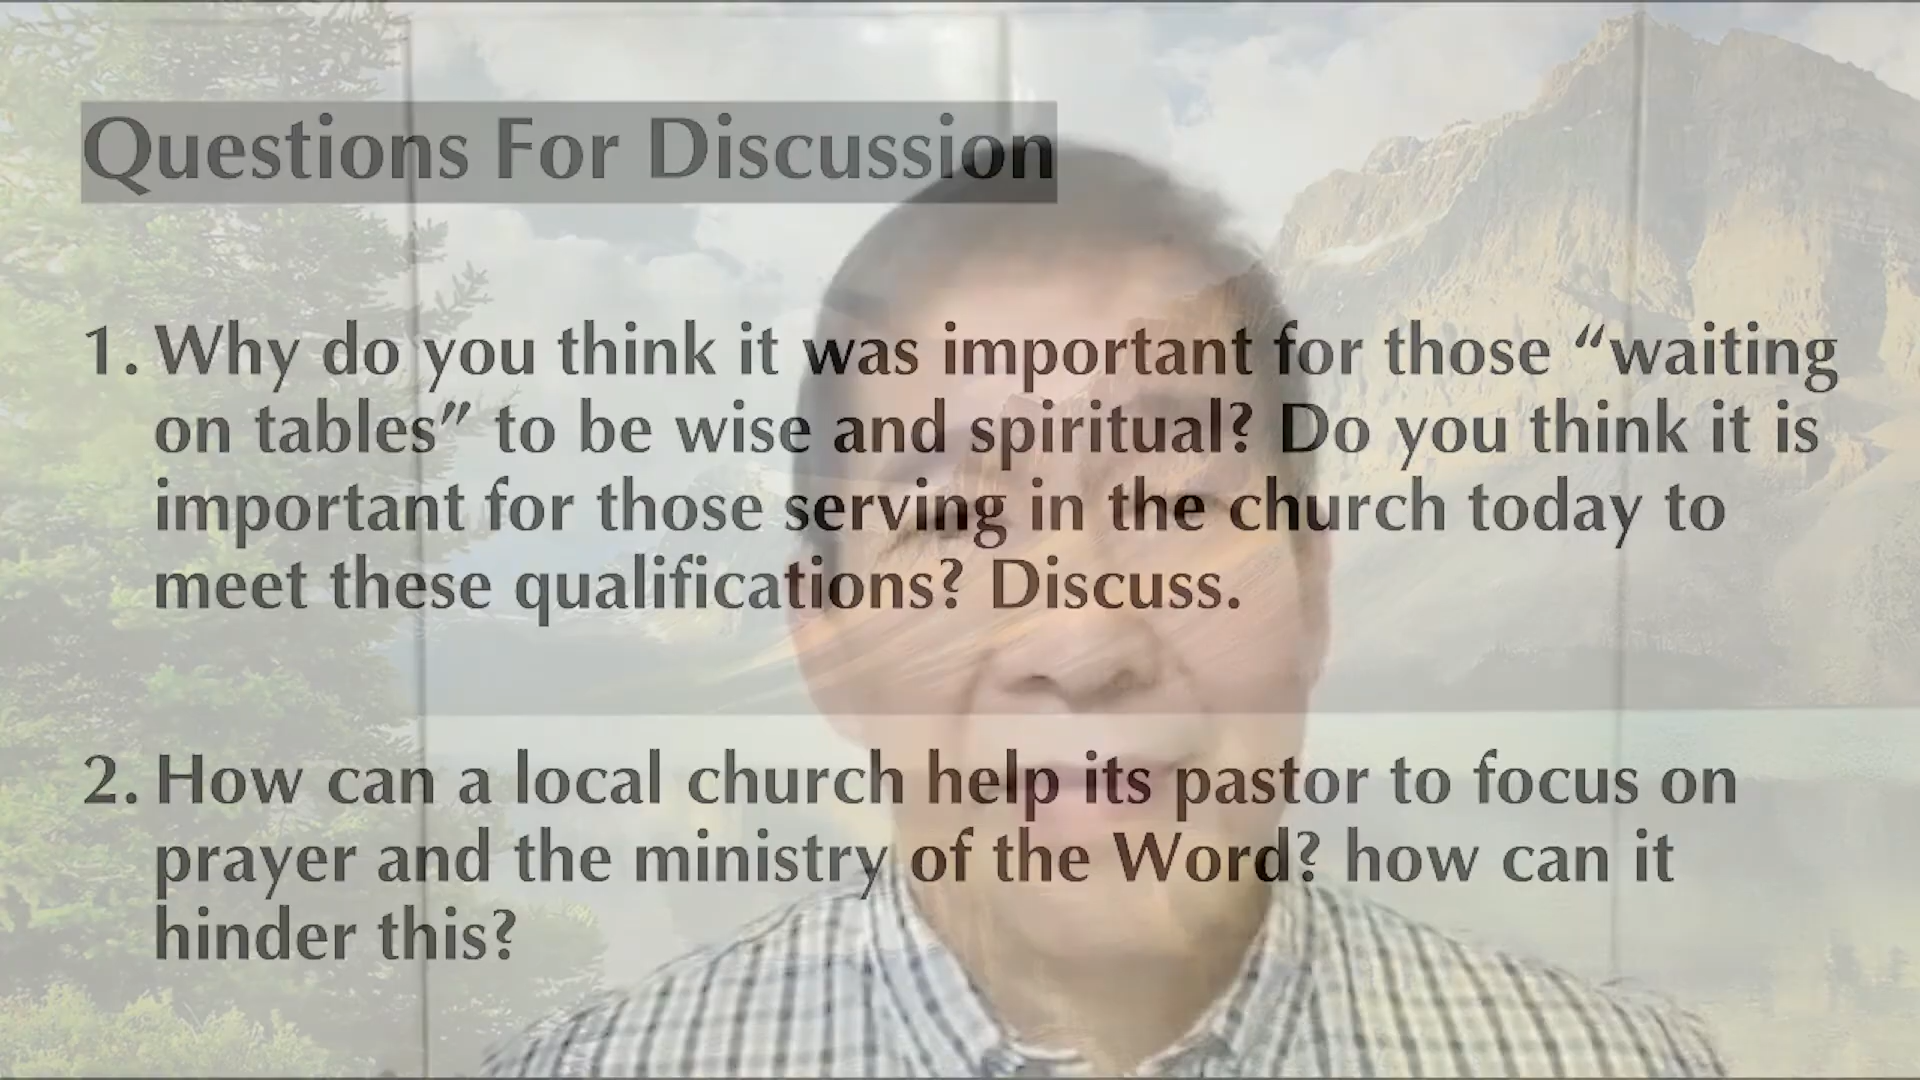 Questions For Discussion
1. Why do you think it was important for those “waiting
on tables” to be wise and spiritual? Do you think it is
important for those serving in the church today to
meet these qualifications? Discuss.
2. How can a local church help its pastor to focus on
prayer and the ministry of the Word? how can it
hinder this?